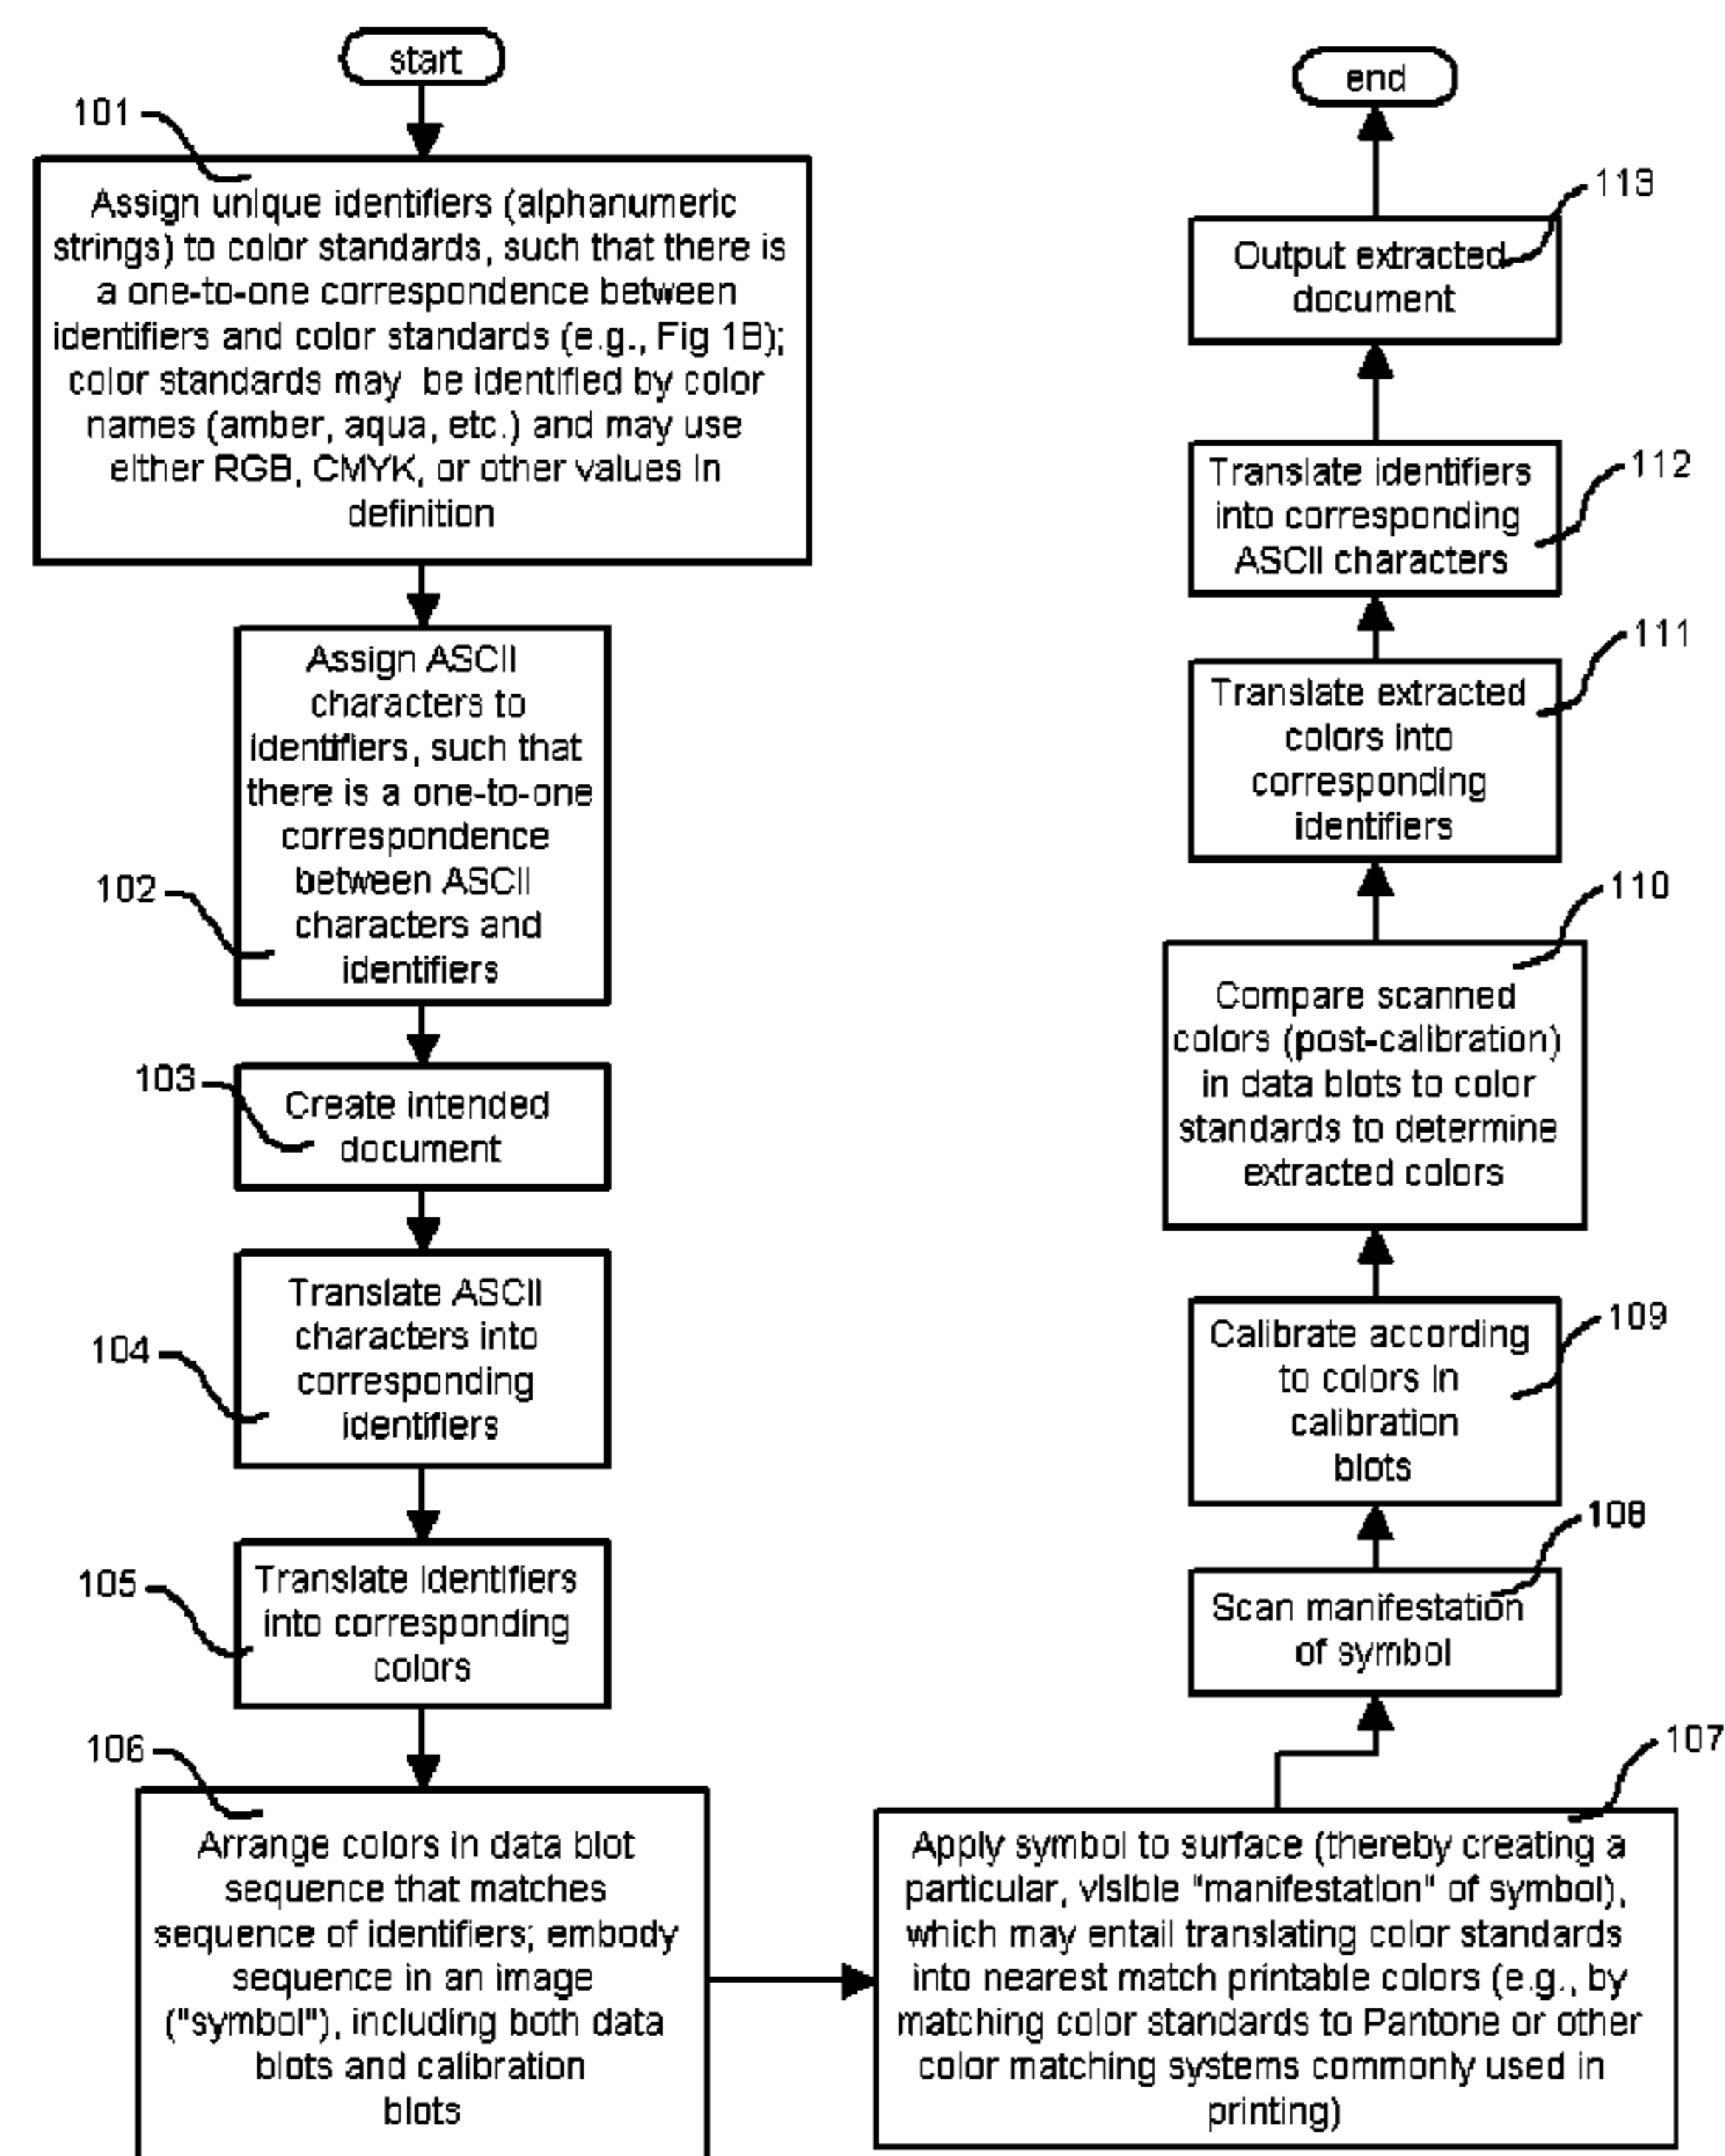 start
101
Assign unique identifiers (alphanumeric
strings) to color standards, such that there is
a one-to-one correspondence between
identifiers and color standards (e.g., Fig 1B);
color standards may be identified by color
names (amber, aqua, etc.) and may use
either RGB, CMYK, or other values in
definition
102
Assign ASCII
characters to
identifiers, such that
there is a one-to-one
correspondence
between ASCII
characters and
identifiers
103
Create intended
document
104
Translate ASCII
characters into
corresponding
identifiers
105
Translate identifiers
into corresponding
colors
106
Arrange colors in data blot
sequence that matches
sequence of identifiers; embody
sequence in an image
("symbol"), including both data
blots and calibration
blots
107
Apply symbol to surface (thereby creating a
particular, visible "manifestation" of symbol),
which may entail translating color standards
into nearest match printable colors (e.g., by
matching color standards to Pantone or other
color matching systems commonly used in
printing)
108
Scan manifestation
of symbol
109
Calibrate according
to colors in
calibration
blots
110
Compare scanned
colors (post-calibration)
in data blots to color
standards to determine
extracted colors
111
Translate extracted
colors into
corresponding
identifiers
112
Translate identifiers
into corresponding
ASCII characters
113
Output extracted
document
end